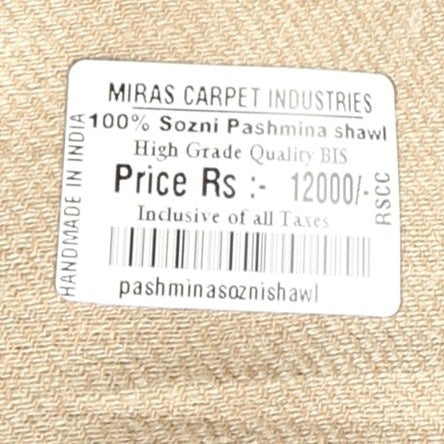 MIRAS CARPET INDUSTRIES
100% Sozni Pashmina shawl
High Grade Quality BIS
Price Rs :- 12000/-
Inclusive of all Taxes
pashminasoznishawl
HANDMADE IN INDIA
RSCC